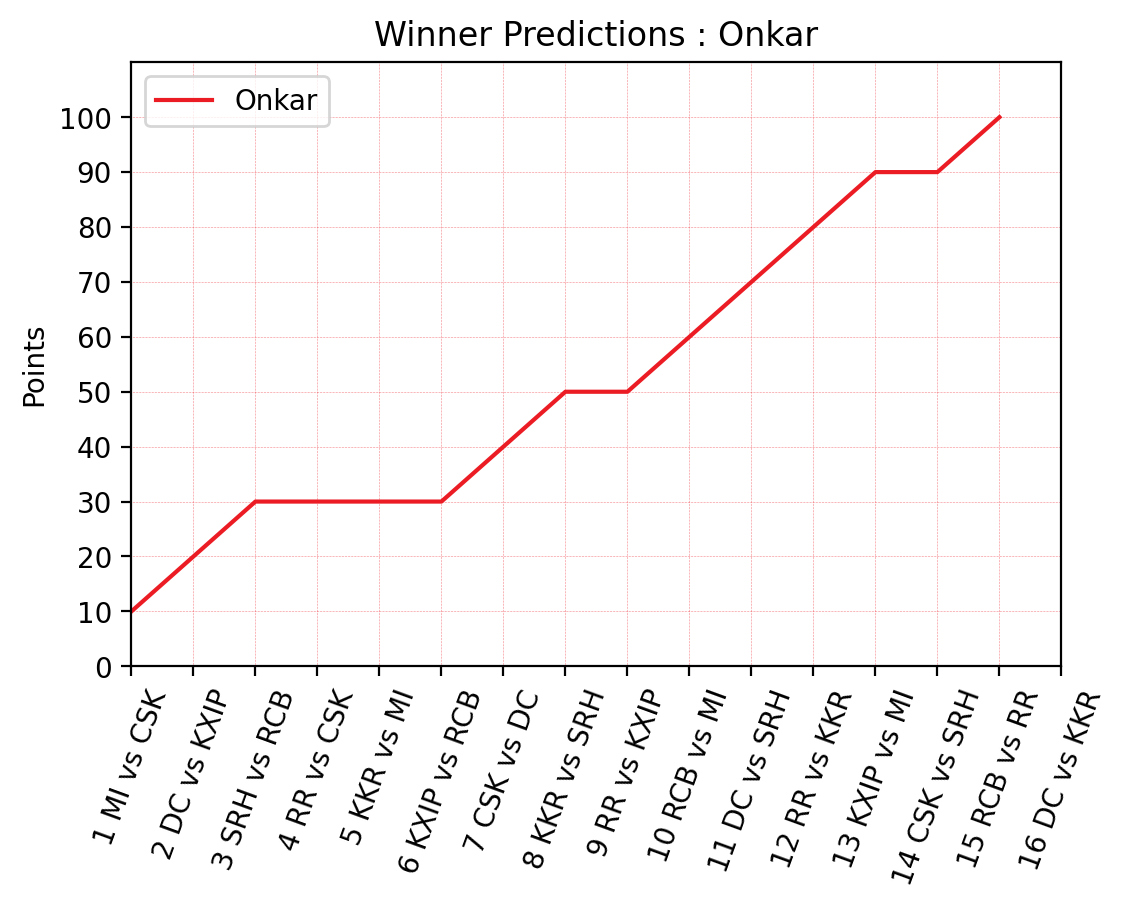 Winner Predictions : Onkar
Onkar
Points
100
90
80
70
60
50
40
30
20
10
0
1 MI vs CSK
2 DC vs KXIP
3 SRH vs RCB
4 RR vs CSK
5 KKR vs MI
6 KXIP vs RCB
7 CSK vs DC
8 KKR vs SRH
9 RR vs KXIP
10 RCB vs MI
11 DC vs SRH
12 RR vs KKR
13 KXIP vs MI
14 CSK vs SRH
15 RCB vs RR
16 DC vs KKR